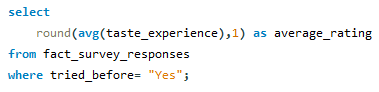 select
round(avg(taste_experience),1) as average_rating
from fact_survey_responses
where tried_before= "Yes";